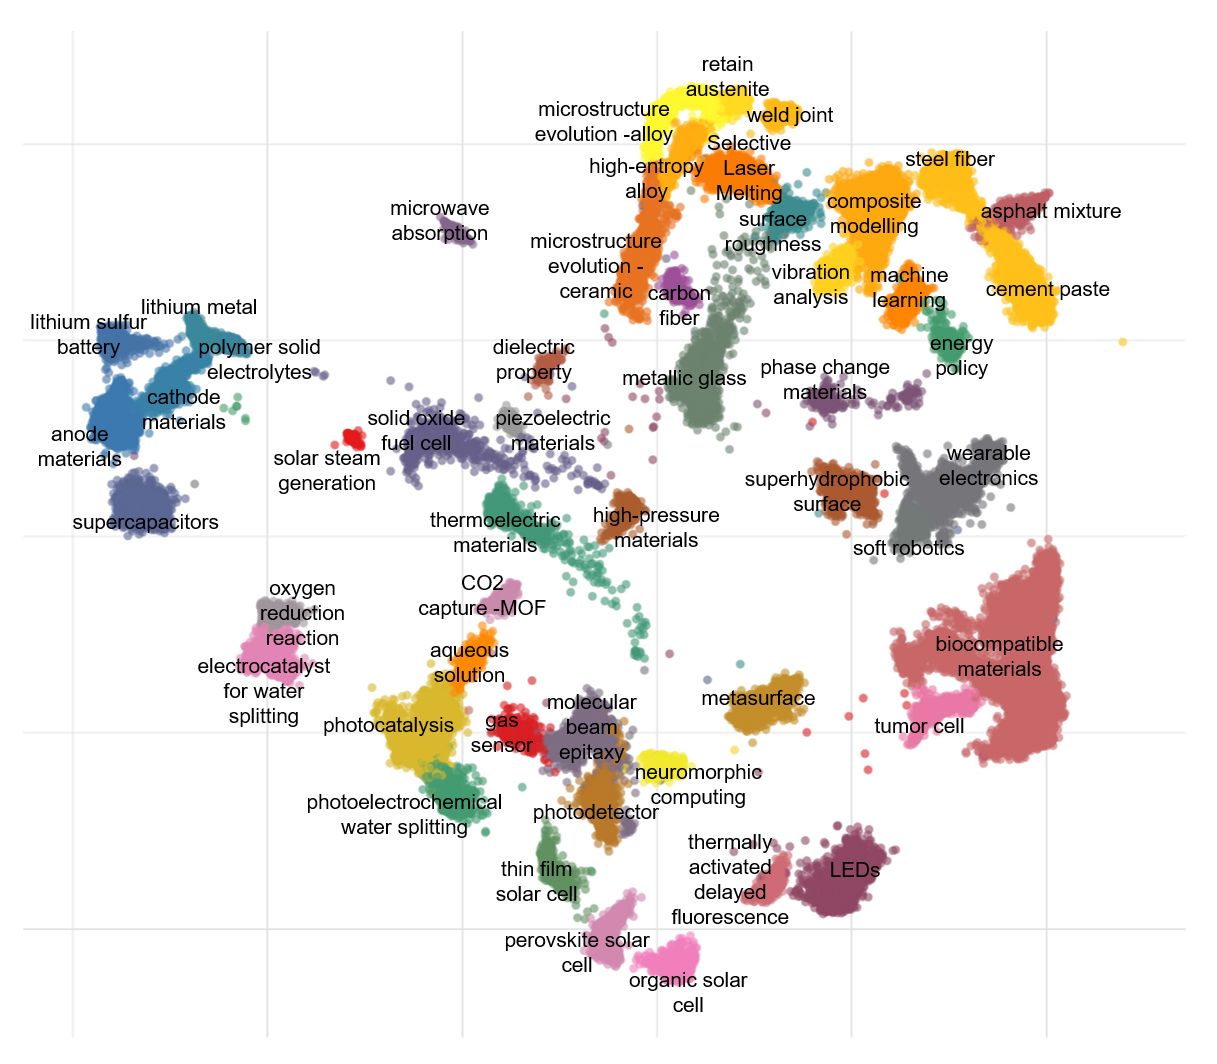 retain
austenite
microstructure
evolution -alloy
weld joint
Selective
Laser
Melting
high-entropy
alloy
steel fiber
microwave
absorption
surface
roughness
composite
modelling
asphalt mixture
microstructure
evolution -
ceramic
carbon
fiber
vibration
analysis
machine
learning
cement paste
lithium metal
lithium sulfur
battery
polymer solid
electrolytes
dielectric
property
metallic glass
phase change
materials
energy
policy
cathode
materials
anode
materials
solid oxide
fuel cell
piezoelectric
materials
solar steam
generation
wearable
electronics
superhydrophobic
surface
supercapacitors
thermoelectric
materials
high-pressure
materials
soft robotics
oxygen
reduction
reaction
CO2
capture -MOF
electrocatalyst
for water
splitting
aqueous
solution
biocompatible
materials
photocatalysis
gas
sensor
molecular
beam
epitaxy
metasurface
tumor cell
neuromorphic
computing
photoelectrochemical
water splitting
photodetector
thin film
solar cell
thermally
activated
delayed
fluorescence
LEDs
perovskite solar
cell
organic solar
cell